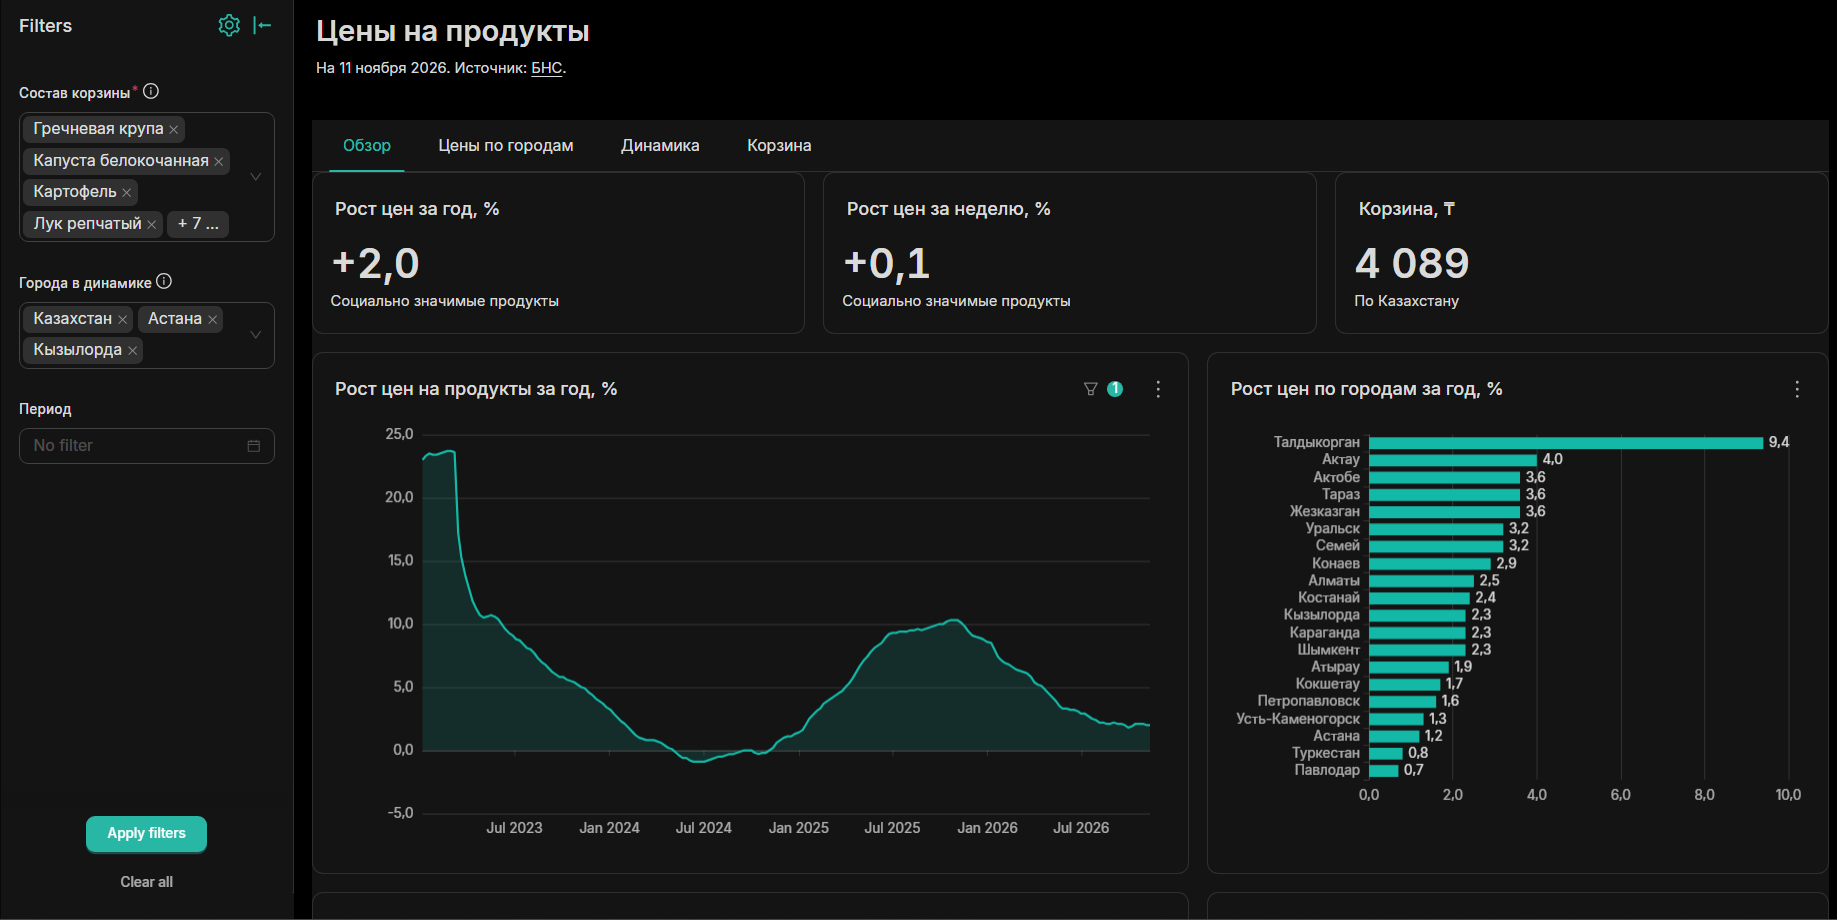 Filters
Состав корзины*
Гречневая крупа
Капуста белокочанная
Картофель
Лук репчатый
+ 7 ...
Города в динамике
Казахстан
Астана
Кызылорда
Период
No filter
Apply filters
Clear all
Цены на продукты
На 11 ноября 2026. Источник: БНС.
Обзор
Цены по городам
Динамика
Корзина
Рост цен за год, %
+2,0
Социально значимые продукты
Рост цен за неделю, %
+0,1
Социально значимые продукты
Корзина, ₸
4 089
По Казахстану
Рост цен на продукты за год, %
1
25,0
20,0
15,0
10,0
5,0
0,0
-5,0
Jul 2023
Jan 2024
Jul 2024
Jan 2025
Jul 2025
Jan 2026
Jul 2026
Рост цен по городам за год, %
Талдыкорган 9,4
Актау 4,0
Актобе 3,6
Тараз 3,6
Жезказган 3,6
Уральск 3,2
Семей 3,2
Конаев 2,9
Алматы 2,5
Костанай 2,4
Кызылорда 2,3
Караганда 2,3
Шымкент 2,3
Атырау 1,9
Кокшетау 1,7
Петропавловск 1,6
Усть-Каменогорск 1,3
Астана 1,2
Туркестан 0,8
Павлодар 0,7
0,0
2,0
4,0
6,0
8,0
10,0